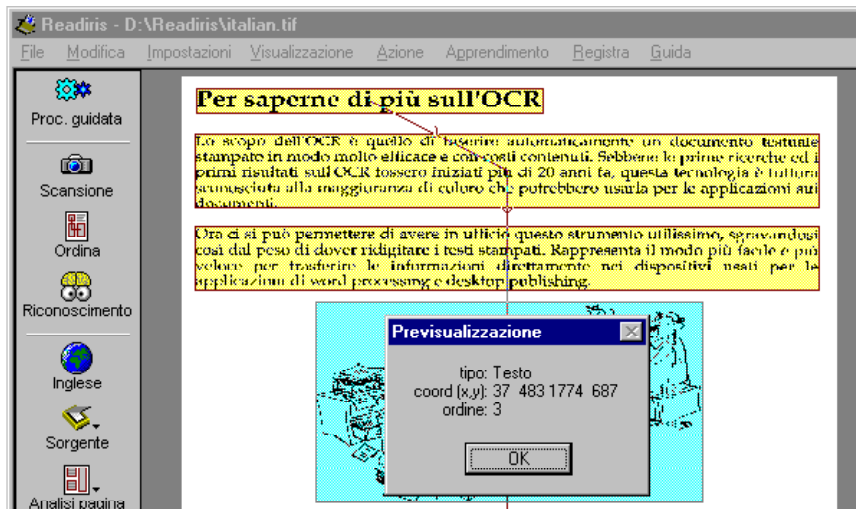 Readiris - D:\Readiris\italian.tif
File Modifica Impostazioni Visualizzazione Azione Apprendimento Registra Guida
Proc. guidata
Scansione
Ordina
Riconoscimento
Inglese
Sorgente
Analisi pagina
Per saperne di più sull'OCR
Lo scopo dell'OCR è quello di inserire automaticamente un documento testuale
stampato in modo molto efficace e con costi contenuti. Sebbene le prime ricerche ed i
primi risultati sull'OCR fossero iniziati più di 20 anni fa, questa tecnologia è tuttora
sconosciuta alla maggiuranza di coloro che potrebbero usarla per le applicazioni sui
documenti.
Ora ci si può permettere di avere in ufficio questo strumento utilissimo, sgravandosi
così dal peso di dover ridigitare i testi stampati. Rappresenta il modo più facile e più
veloce per trasferire le informazioni direttamente nei dispositivi usati per le
applicazioni di word processing e desktop publishing.
Previsualizzazione
tipo: Testo
coord (x,y): 37 483 1774 687
ordine: 3
OK